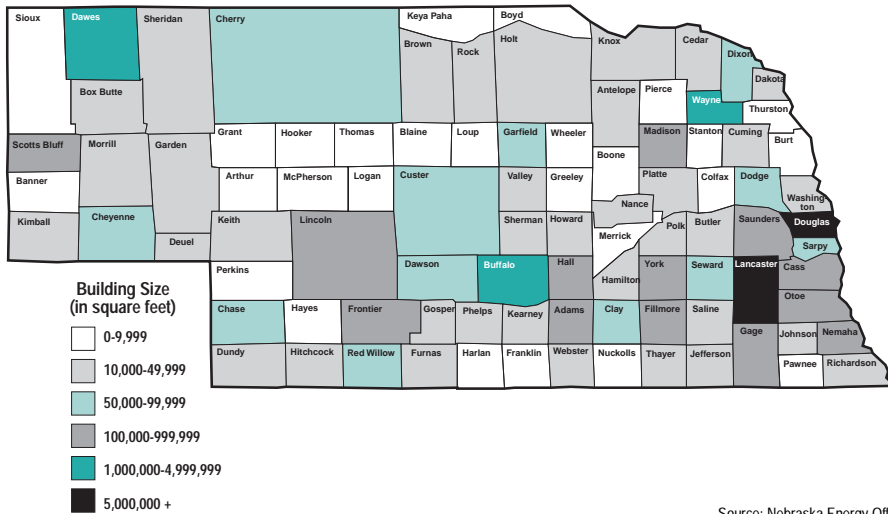 Sioux
Dawes
Sheridan
Cherry
Keya Paha
Boyd
Brown
Rock
Holt
Knox
Cedar
Dixon
Dakota
Box Butte
Antelope
Pierce
Wayne
Thurston
Scotts Bluff
Morrill
Garden
Grant
Hooker
Thomas
Blaine
Loup
Garfield
Wheeler
Boone
Madison
Stanton
Cuming
Burt
Banner
Arthur
McPherson
Logan
Custer
Valley
Greeley
Nance
Platte
Colfax
Dodge
Washing
ton
Kimball
Cheyenne
Deuel
Keith
Lincoln
Sherman
Howard
Merrick
Polk
Butler
Saunders
Douglas
Sarpy
Perkins
Dawson
Buffalo
Hall
Hamilton
York
Seward
Lancaster
Cass
Otoe
Chase
Hayes
Frontier
Gosper
Phelps
Kearney
Adams
Clay
Fillmore
Saline
Gage
Johnson
Nemaha
Dundy
Hitchcock
Red Willow
Furnas
Harlan
Franklin
Webster
Nuckolls
Thayer
Jefferson
Pawnee
Richardson
Building Size
(in square feet)
0-9,999
10,000-49,999
50,000-99,999
100,000-999,999
1,000,000-4,999,999
5,000,000 +
Source: Nebraska Energy Off